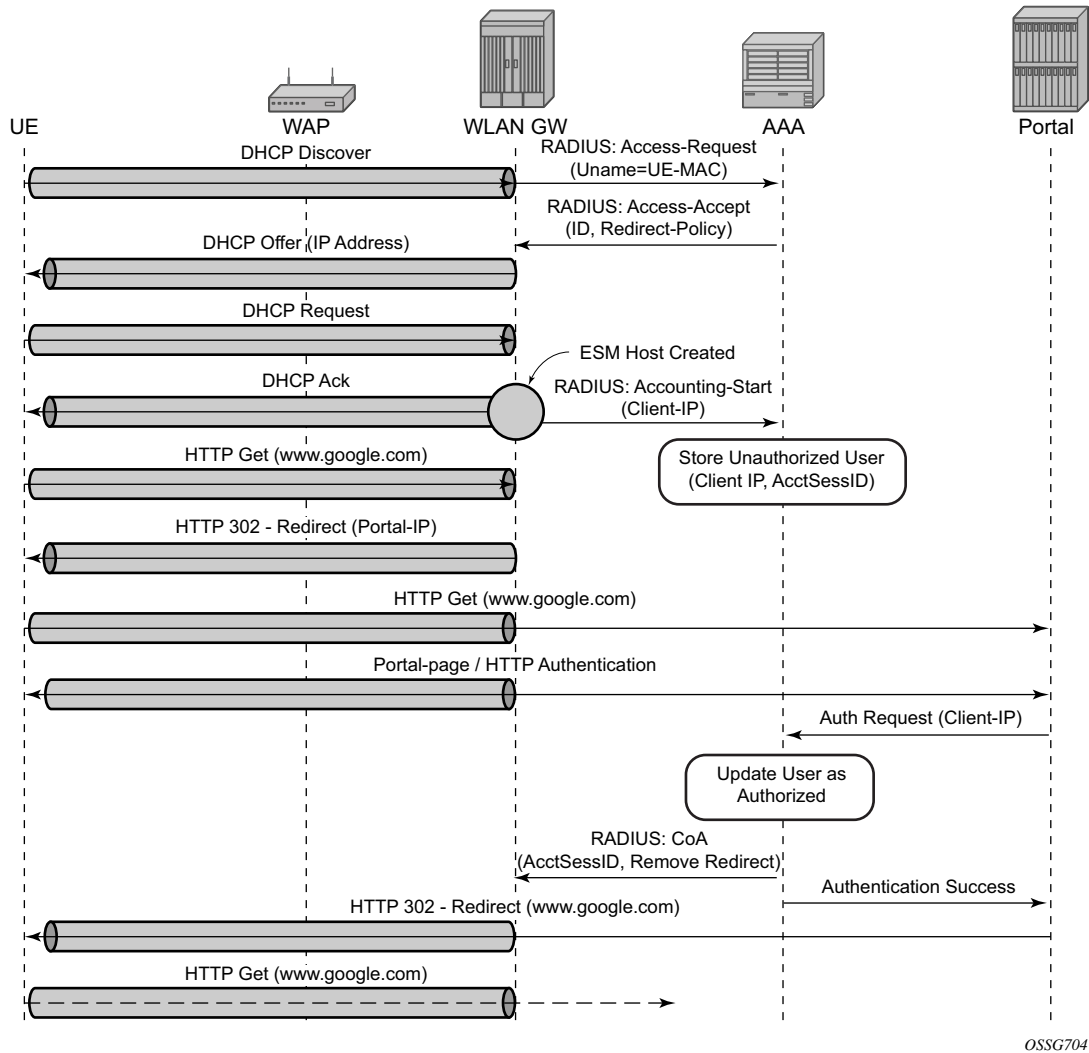 UE
WAP
WLAN GW
AAA
Portal
DHCP Discover
RADIUS: Access-Request
(Uname=UE-MAC)
RADIUS: Access-Accept
(ID, Redirect-Policy)
DHCP Offer (IP Address)
DHCP Request
ESM Host Created
DHCP Ack
RADIUS: Accounting-Start
(Client-IP)
HTTP Get (www.google.com)
Store Unauthorized User
(Client IP, AcctSessID)
HTTP 302 - Redirect (Portal-IP)
HTTP Get (www.google.com)
Portal-page / HTTP Authentication
Auth Request (Client-IP)
Update User as
Authorized
RADIUS: CoA
(AcctSessID, Remove Redirect)
Authentication Success
HTTP 302 - Redirect (www.google.com)
HTTP Get (www.google.com)
OSSG704